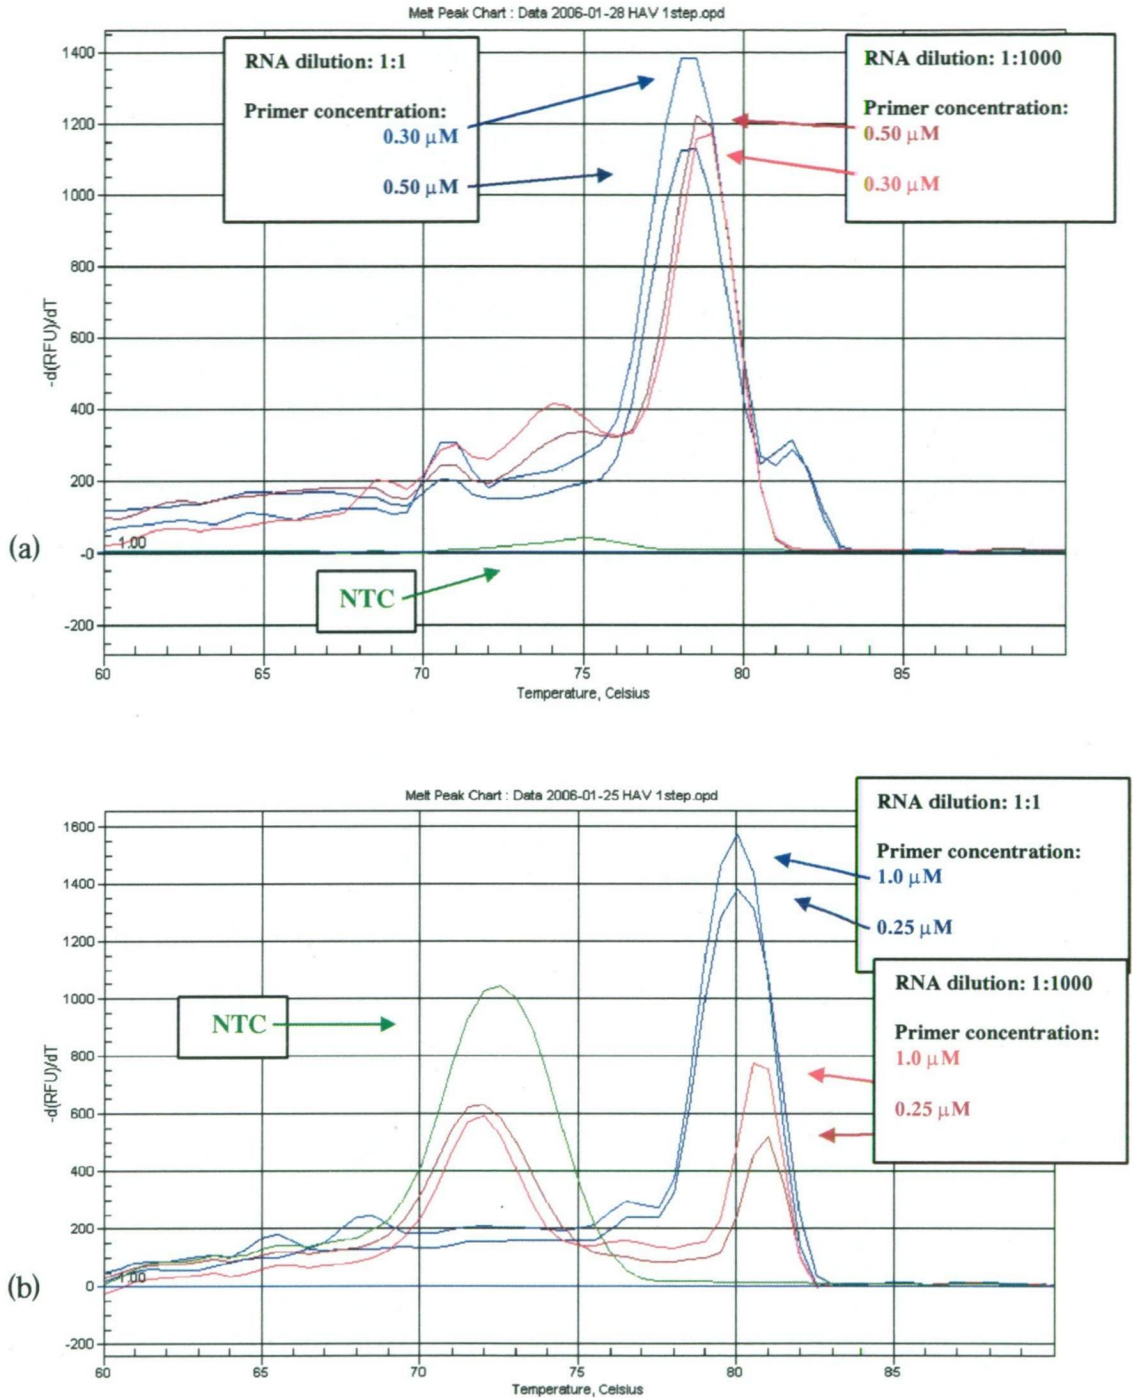 Melt Peak Chart : Data 2006-01-28 HAV 1step.opd
1400
1200
1000
800
600
400
200
-0
-200
-d(RFU)/dT
RNA dilution: 1:1
Primer concentration:
0.30 μM
0.50 μM
RNA dilution: 1:1000
Primer concentration:
0.50 μM
0.30 μM
1.00
NTC
(a)
60
65
70
75
80
85
Temperature, Celsius
Melt Peak Chart : Data 2006-01-25 HAV 1step.opd
1600
1400
1200
1000
800
600
400
200
0
-200
-d(RFU)/dT
RNA dilution: 1:1
Primer concentration:
1.0 μM
0.25 μM
RNA dilution: 1:1000
Primer concentration:
1.0 μM
0.25 μM
NTC
1.00
(b)
60
65
70
75
80
85
Temperature, Celsius